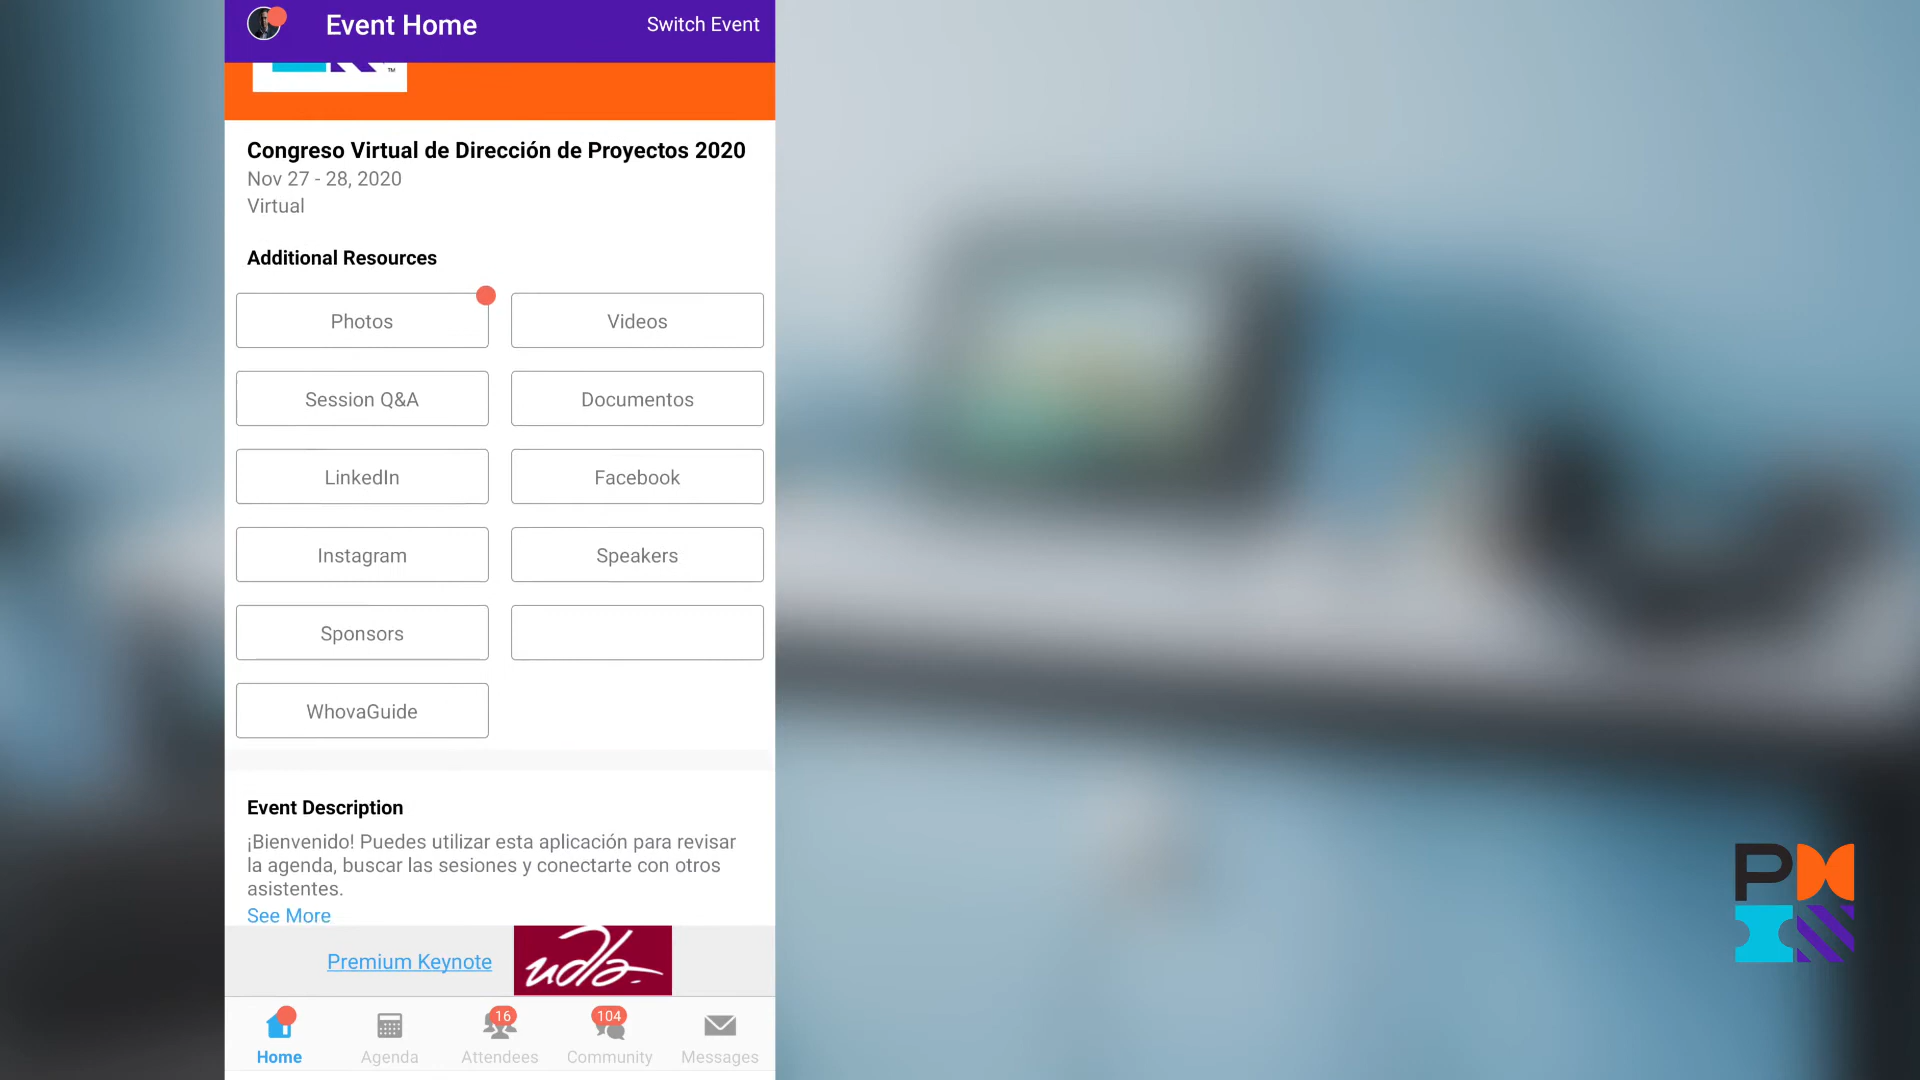 Event Home
Switch Event
TM
Congreso Virtual de Dirección de Proyectos 2020
Nov 27 - 28, 2020
Virtual
Additional Resources
Photos
Videos
Session Q&A
Documentos
LinkedIn
Facebook
Instagram
Speakers
Sponsors
WhovaGuide
Event Description
¡Bienvenido! Puedes utilizar esta aplicación para revisar
la agenda, buscar las sesiones y conectarte con otros
asistentes.
See More
Premium Keynote
udla-
16
104
Home
Agenda
Attendees
Community
Messages
PMI